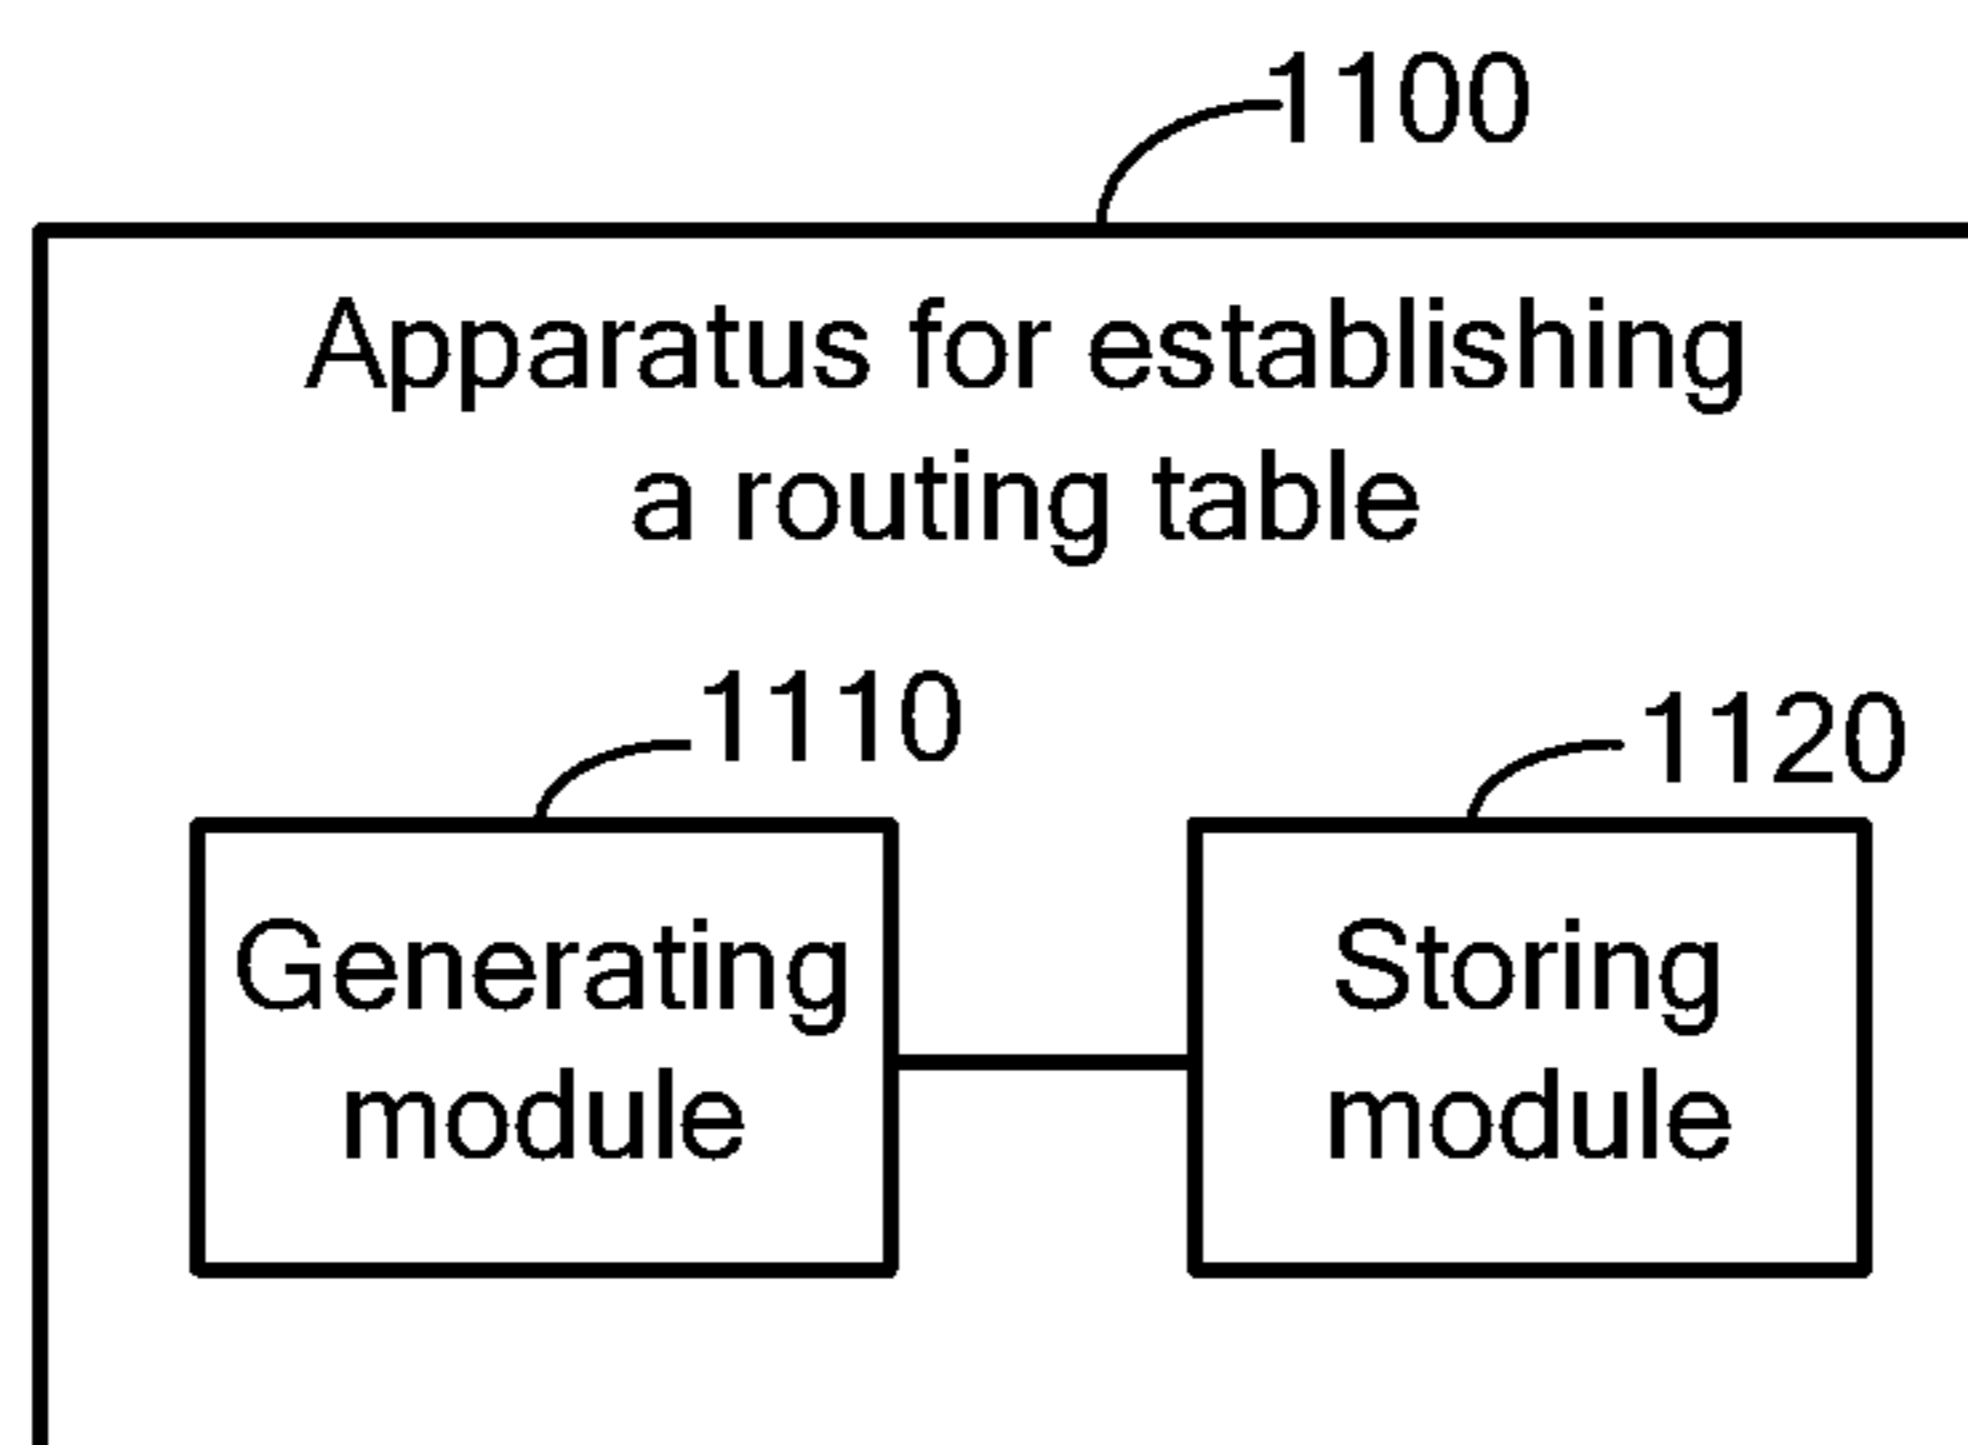 1100
Apparatus for establishing
a routing table
1110
1120
Generating
module
Storing
module